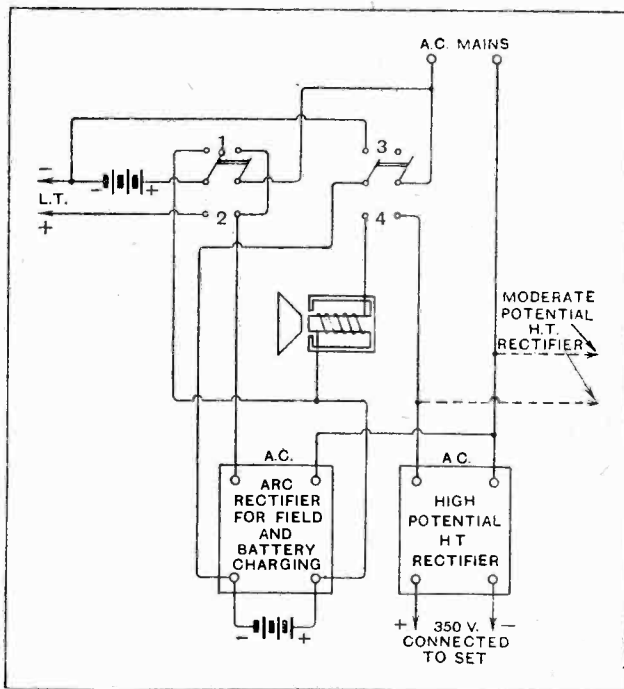 A.C. MAINS
1
3
-
- +
L.T.
+
2
4
MODERATE
POTENTIAL
H.T.
RECTIFIER
A.C.
ARC
RECTIFIER
FOR FIELD
AND
BATTERY
CHARGING
A C.
HIGH
POTENTIAL
H T
RECTIFIER
- +
+ 350 V. -
CONNECTED
TO SET